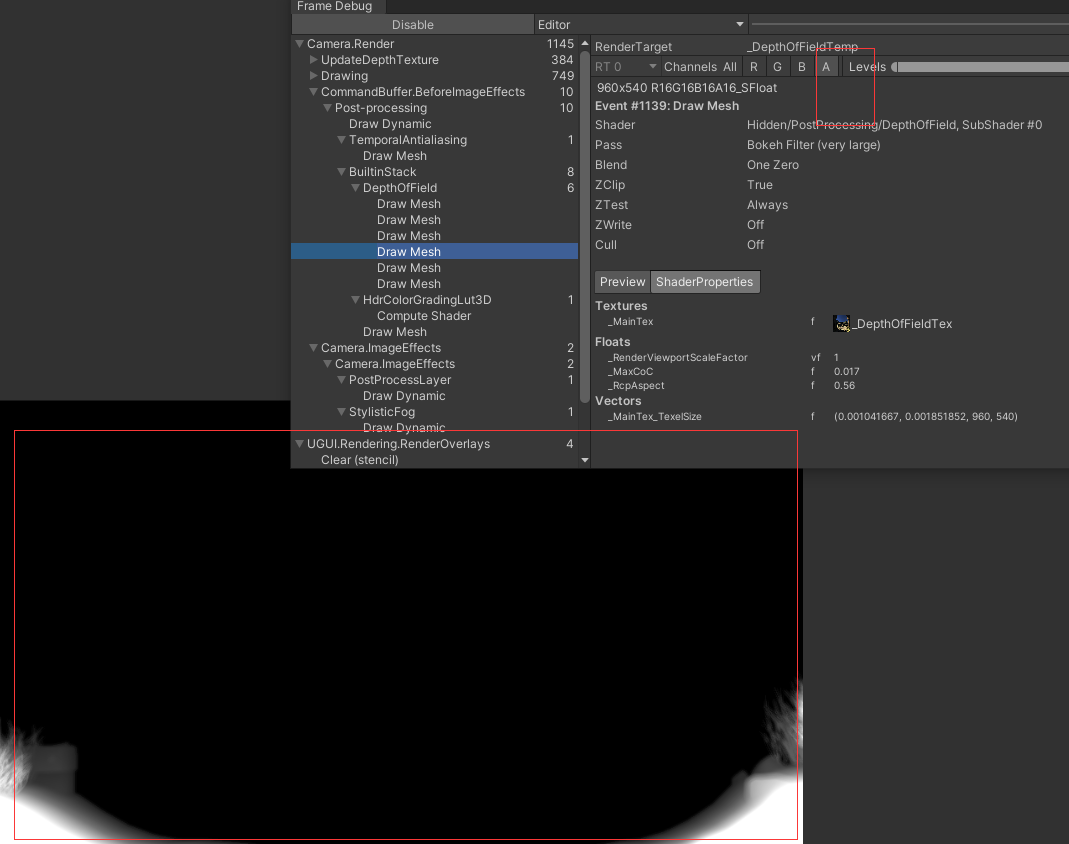 Frame Debug
Disable
Editor
Camera.Render 1145
UpdateDepthTexture 384
Drawing 749
CommandBuffer.BeforeImageEffects 10
Post-processing 10
Draw Dynamic
TemporalAntialiasing 1
Draw Mesh
BuiltinStack 8
DepthOfField 6
Draw Mesh
Draw Mesh
Draw Mesh
Draw Mesh
Draw Mesh
Draw Mesh
HdrColorGradingLut3D 1
Compute Shader
Draw Mesh
Camera.ImageEffects 2
Camera.ImageEffects 2
PostProcessLayer 1
Draw Dynamic
StylisticFog 1
Draw Dynamic
UGUI.Rendering.RenderOverlays 4
Clear (stencil)
RenderTarget _DepthOfFieldTemp
RT 0 Channels All R G B A Levels
960x540 R16G16B16A16_SFloat
Event #1139: Draw Mesh
Shader Hidden/PostProcessing/DepthOfField, SubShader #0
Pass Bokeh Filter (very large)
Blend One Zero
ZClip True
ZTest Always
ZWrite Off
Cull Off
Preview ShaderProperties
Textures
_MainTex f _DepthOfFieldTex
Floats
_RenderViewportScaleFactor vf 1
_MaxCoC f 0.017
_RcpAspect f 0.56
Vectors
_MainTex_TexelSize f (0.001041667, 0.001851852, 960, 540)